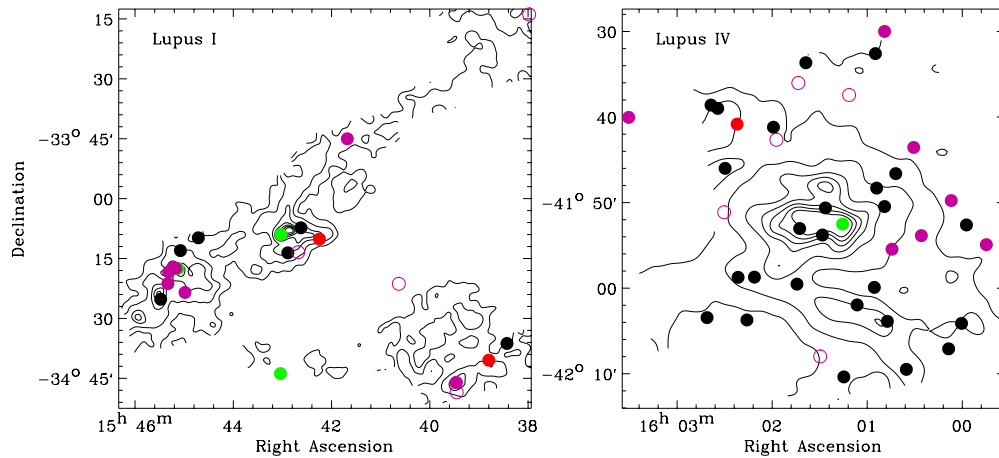 Lupus I
Declination
15
30
−33° 45′
00
15
30
−34° 45′
15ʰ 46ᵐ 44 42 40 38
Right Ascension
Lupus IV
30
40
−41° 50′
00
−42° 10′
16ʰ 03ᵐ 02 01 00
Right Ascension